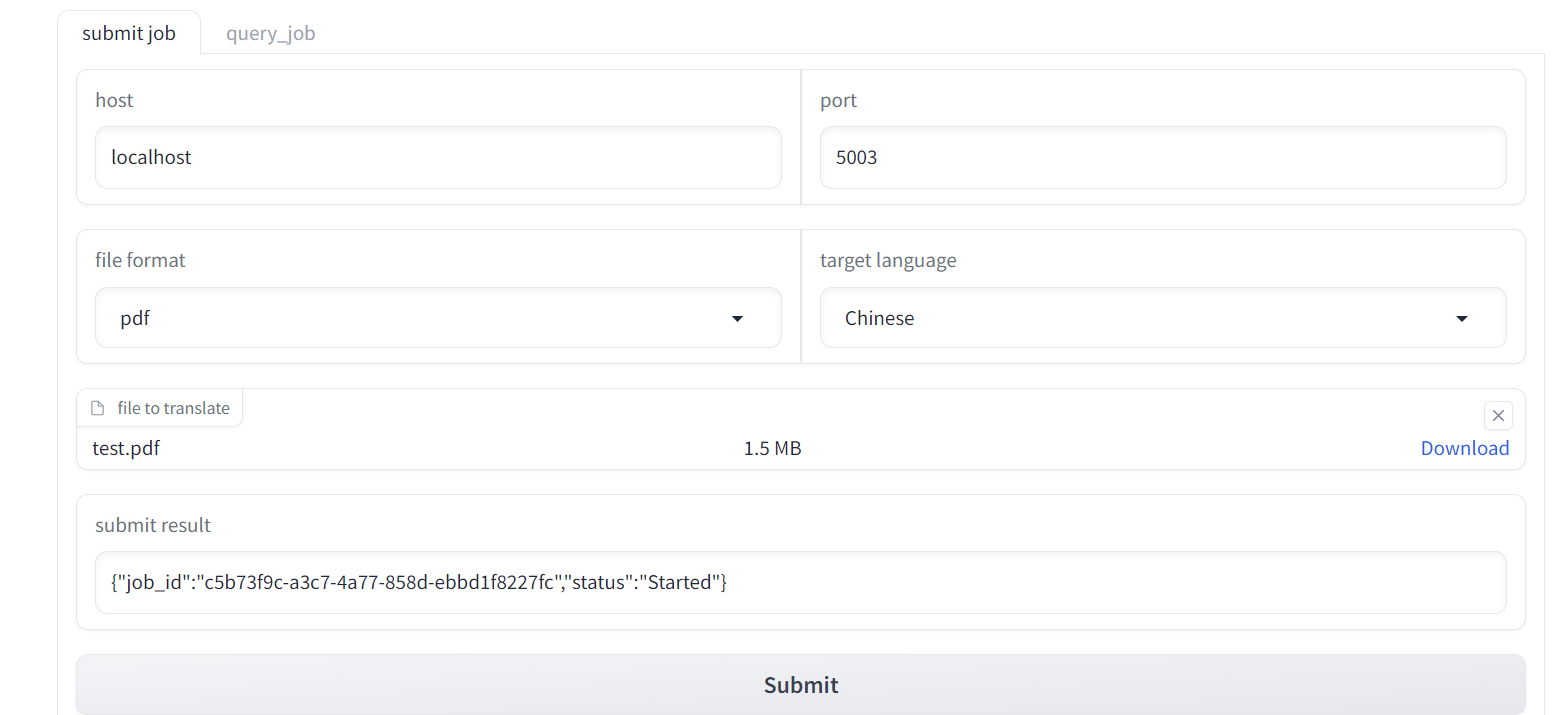 submit job query_job
host port
localhost 5003
file format target language
pdf Chinese
file to translate
test.pdf 1.5 MB Download
submit result
{"job_id":"c5b73f9c-a3c7-4a77-858d-ebbd1f8227fc","status":"Started"}
Submit